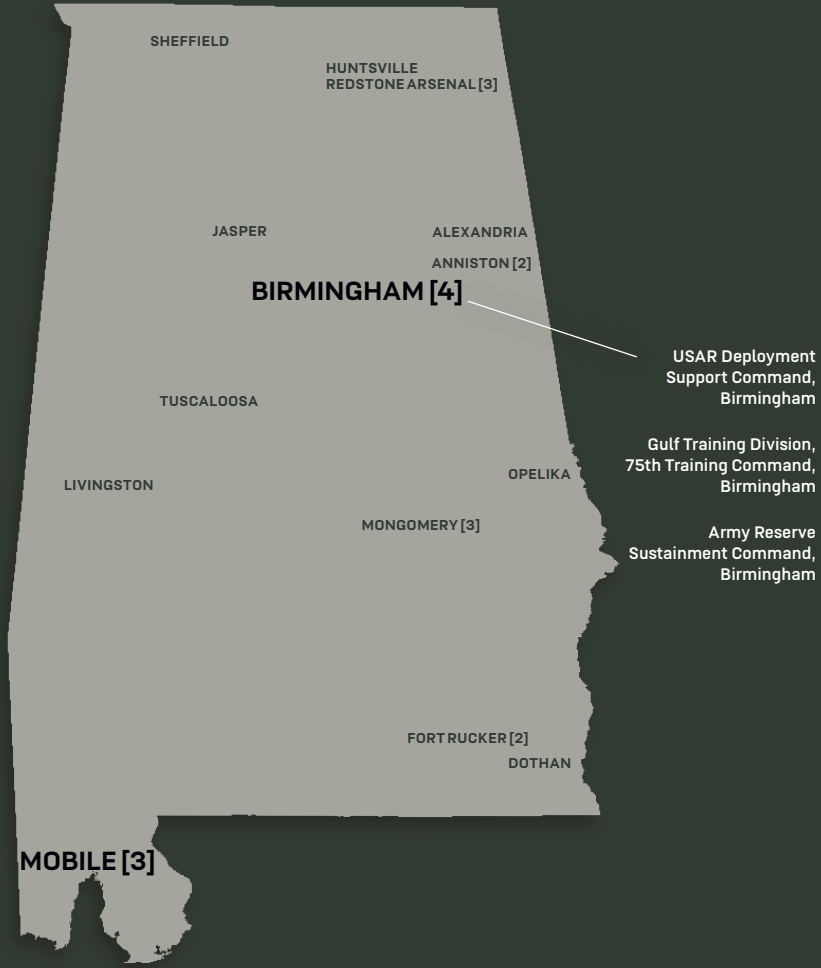 SHEFFIELD
HUNTSVILLE
REDSTONE ARSENAL [3]
JASPER
ALEXANDRIA
ANNISTON [2]
BIRMINGHAM [4]
USAR Deployment
Support Command,
Birmingham
Gulf Training Division,
75th Training Command,
Birmingham
Army Reserve
Sustainment Command,
Birmingham
TUSCALOOSA
OPELIKA
LIVINGSTON
MONGOMERY [3]
FORT RUCKER [2]
DOTHAN
MOBILE [3]